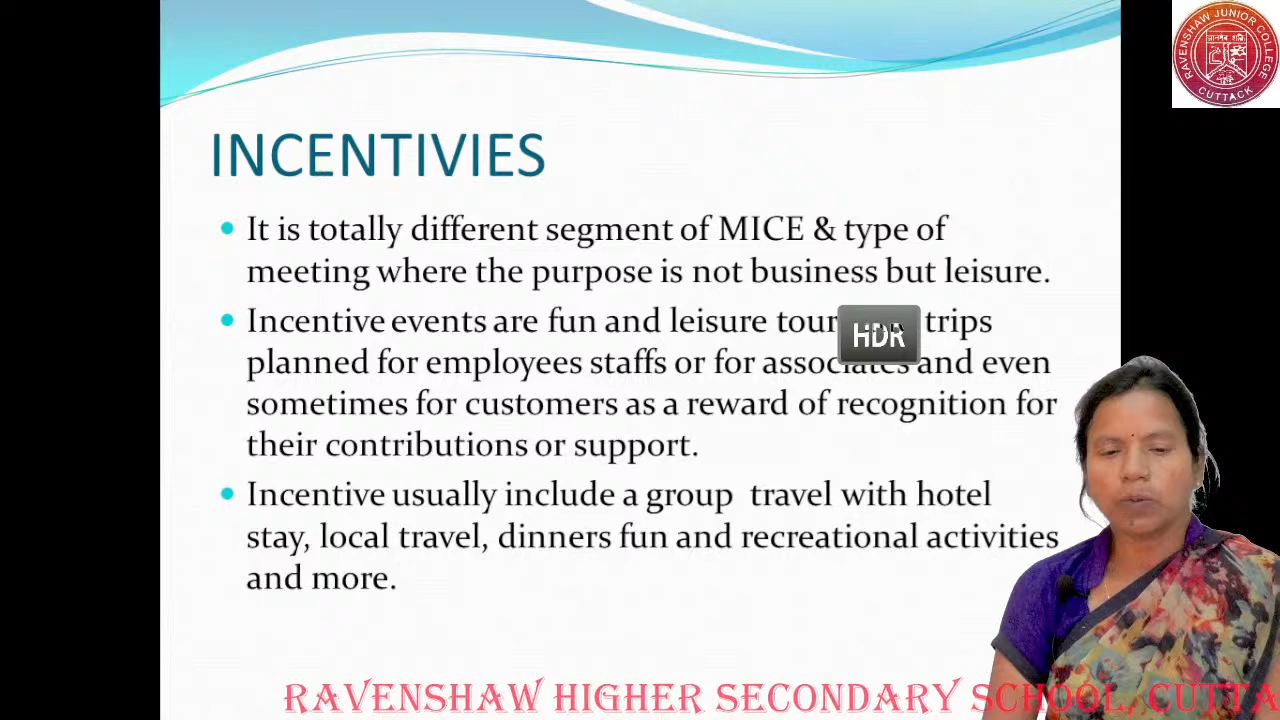 RAVENSHAW JUNIOR COLLEGE
CUTTACK
INCENTIVIES
It is totally different segment of MICE & type of
meeting where the purpose is not business but leisure.
Incentive events are fun and leisure tour trips
HDR
planned for employees staffs or for associates and even
sometimes for customers as a reward of recognition for
their contributions or support.
Incentive usually include a group travel with hotel
stay, local travel, dinners fun and recreational activities
and more.
RAVENSHAW HIGHER SECONDARY SCHOOL, CUTTA